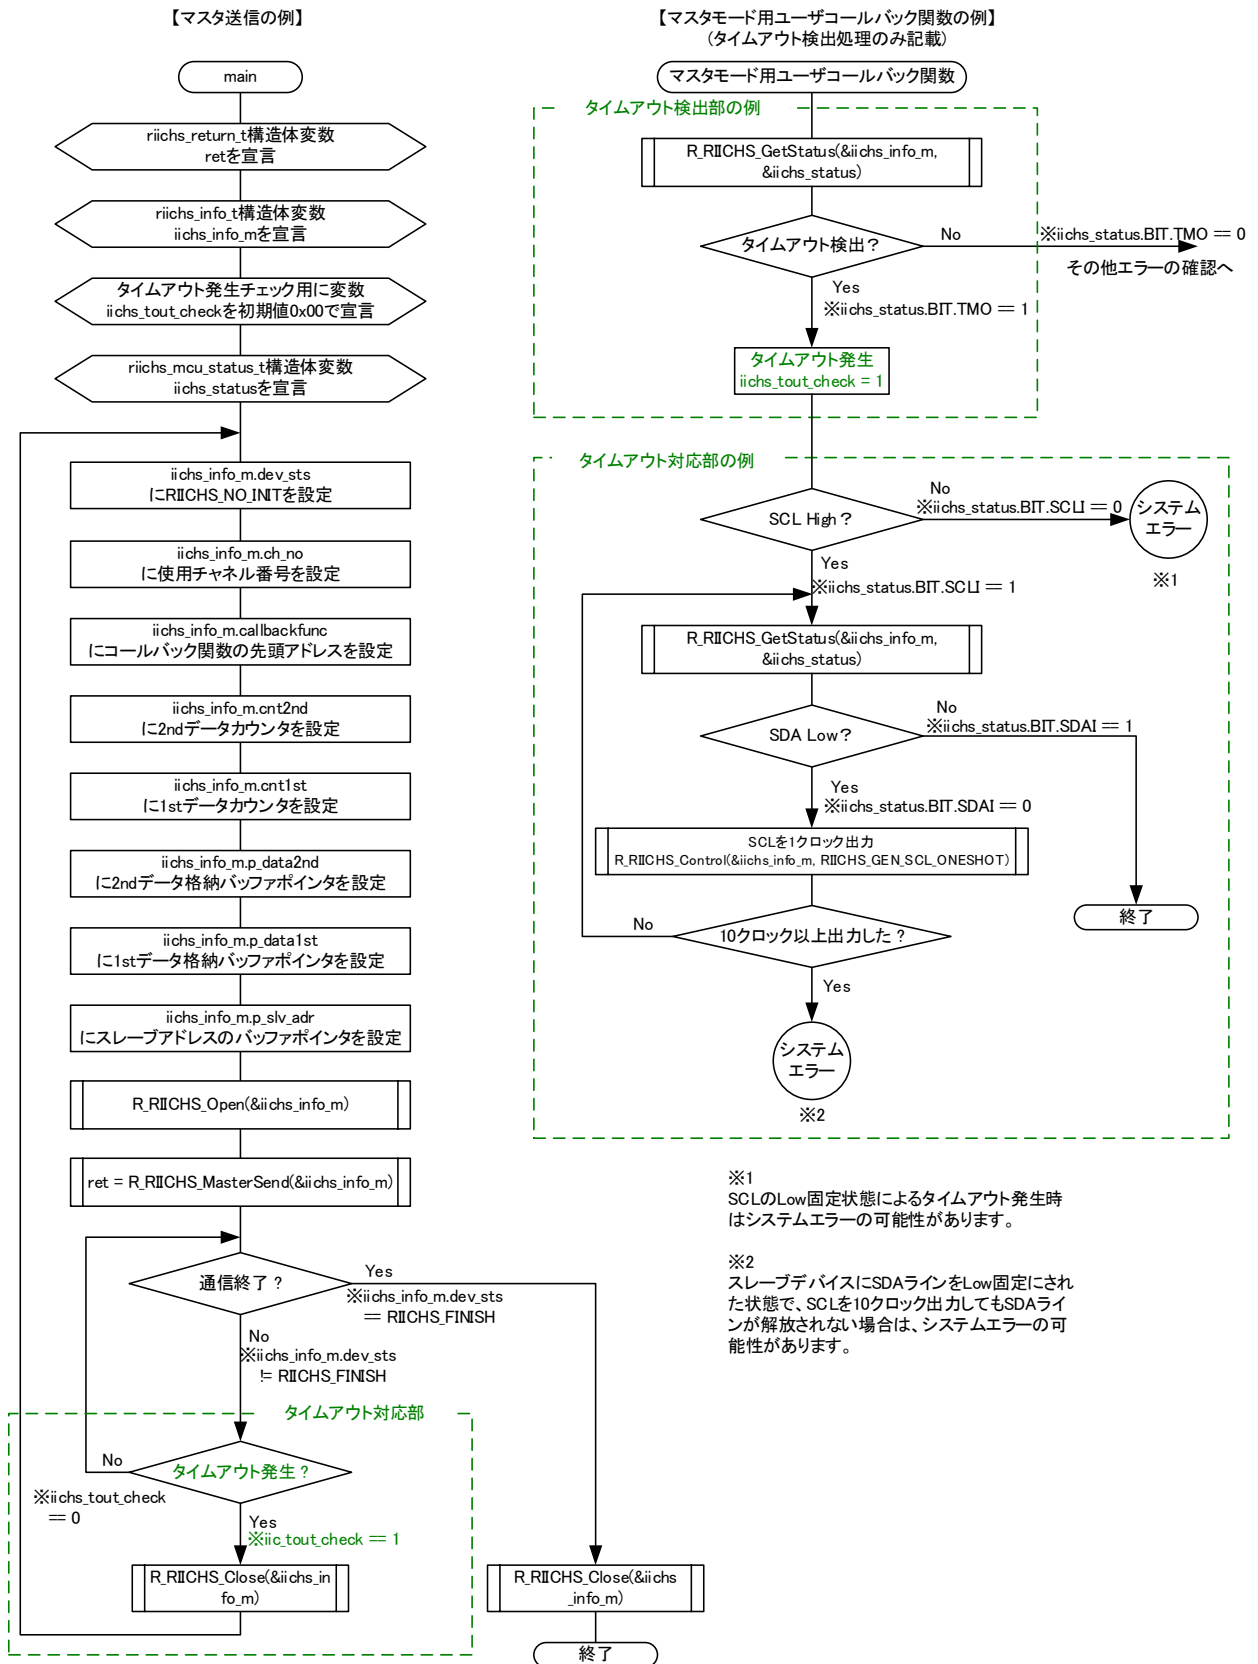 【マスタ送信の例】
main
riichs_return_t構造体変数
retを宣言
riichs_info_t構造体変数
iichs_info_mを宣言
タイムアウト発生チェック用に変数
iichs_tout_checkを初期値0x00で宣言
riichs_mcu_status_t構造体変数
iichs_statusを宣言
iichs_info_m.dev_sts
にRIICHS_NO_INITを設定
iichs_info_m.ch_no
に使用チャネル番号を設定
iichs_info_m.callbackfunc
にコールバック関数の先頭アドレスを設定
iichs_info_m.cnt2nd
に2ndデータカウンタを設定
iichs_info_m.cnt1st
に1stデータカウンタを設定
iichs_info_m.p_data2nd
に2ndデータ格納バッファポインタを設定
iichs_info_m.p_data1st
に1stデータ格納バッファポインタを設定
iichs_info_m.p_slv_adr
にスレーブアドレスのバッファポインタを設定
R_RIICHS_Open(&iichs_info_m)
ret = R_RIICHS_MasterSend(&iichs_info_m)
通信終了？
Yes
※iichs_info_m.dev_sts
== RIICHS_FINISH
No
※iichs_info_m.dev_sts
!= RIICHS_FINISH
タイムアウト対応部
タイムアウト発生？
No
※iichs_tout_check
== 0
Yes
※iic_tout_check == 1
R_RIICHS_Close(&iichs_in
fo_m)
R_RIICHS_Close(&iichs
_info_m)
終了
【マスタモード用ユーザコールバック関数の例】
（タイムアウト検出処理のみ記載）
マスタモード用ユーザコールバック関数
タイムアウト検出部の例
R_RIICHS_GetStatus(&iichs_info_m,
&iichs_status)
タイムアウト検出？
No
※iichs_status.BIT.TMO == 0
その他エラーの確認へ
Yes
※iichs_status.BIT.TMO == 1
タイムアウト発生
iichs_tout_check = 1
タイムアウト対応部の例
SCL High？
No
※iichs_status.BIT.SCLI == 0
システム
エラー
※1
Yes
※iichs_status.BIT.SCLI == 1
R_RIICHS_GetStatus(&iichs_info_m,
&iichs_status)
SDA Low？
No
※iichs_status.BIT.SDAI == 1
Yes
※iichs_status.BIT.SDAI == 0
SCLを1クロック出力
R_RIICHS_Control(&iichs_info_m, RIICHS_GEN_SCL_ONESHOT)
終了
10クロック以上出力した？
No
Yes
システム
エラー
※2
※1
SCLのLow固定状態によるタイムアウト発生時
はシステムエラーの可能性があります。
※2
スレーブデバイスにSDAラインをLow固定にされ
た状態で、SCLを10クロック出力してもSDAライ
ンが解放されない場合は、システムエラーの可
能性があります。